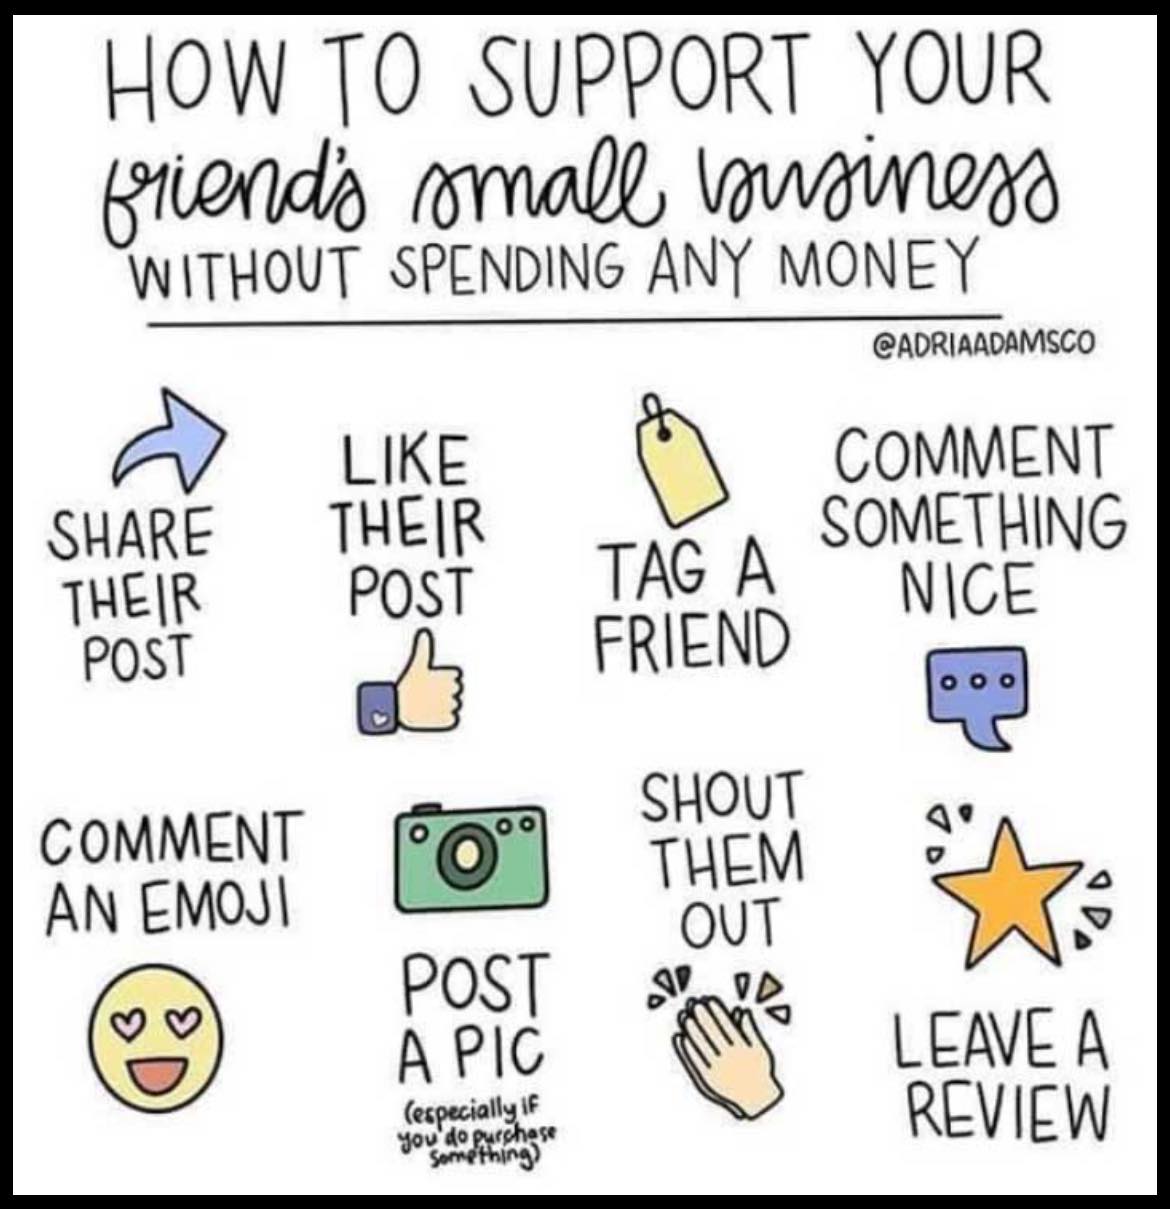 HOW TO SUPPORT YOUR
friend's small business
WITHOUT SPENDING ANY MONEY
@ADRIAADAMSCO
SHARE
THEIR
POST
LIKE
THEIR
POST
TAG A
FRIEND
COMMENT
SOMETHING
NICE
COMMENT
AN EMOJI
POST
A PIC
(especially if
you do purchase
something)
SHOUT
THEM
OUT
LEAVE A
REVIEW